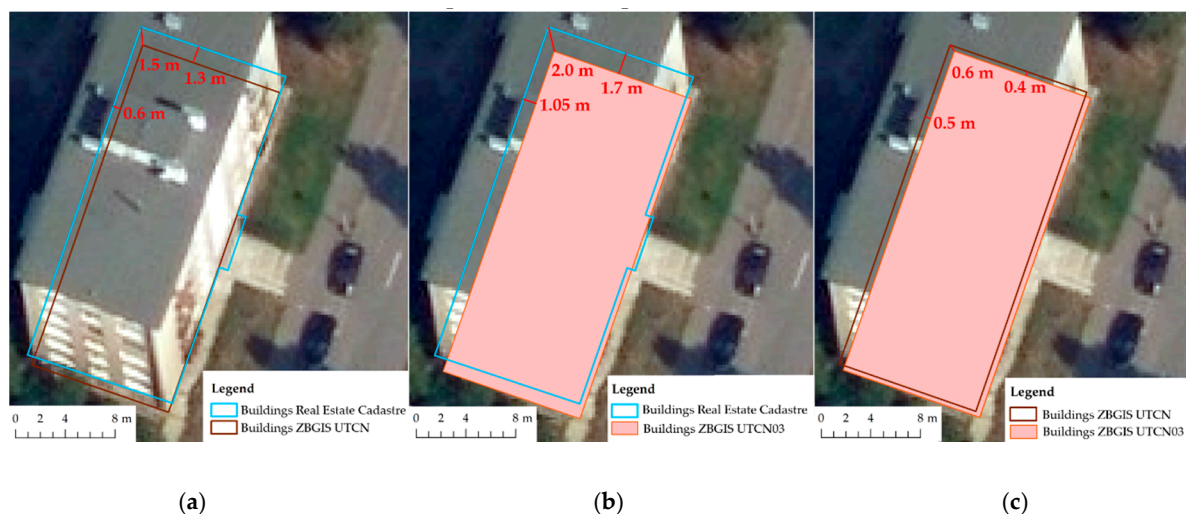 1.5 m
1.3 m
0.6 m
Legend
Buildings Real Estate Cadastre
Buildings ZBGIS UTCN
0 2 4 8 m
2.0 m
1.7 m
1.05 m
Legend
Buildings Real Estate Cadastre
Buildings ZBGIS UTCN03
0 2 4 8 m
0.6 m
0.4 m
0.5 m
Legend
Buildings ZBGIS UTCN
Buildings ZBGIS UTCN03
0 2 4 8 m
(a) (b) (c)